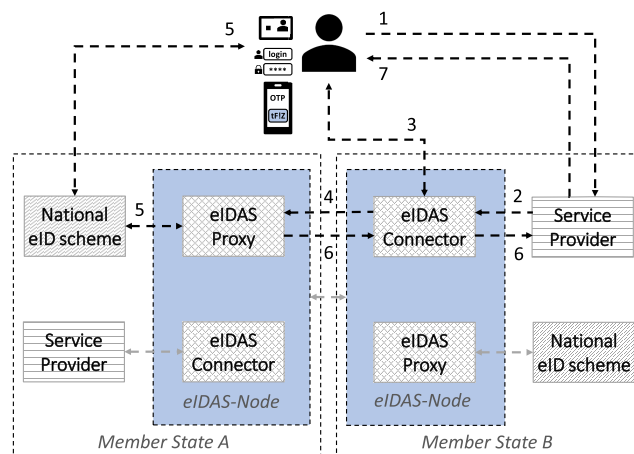 5
1
login
****
7
OTP
tFlZ
3
National
eID scheme
5
eIDAS
Proxy
4
6
eIDAS
Connector
2
6
Service
Provider
Service
Provider
eIDAS
Connector
eIDAS
Proxy
National
eID scheme
eIDAS-Node
eIDAS-Node
Member State A
Member State B